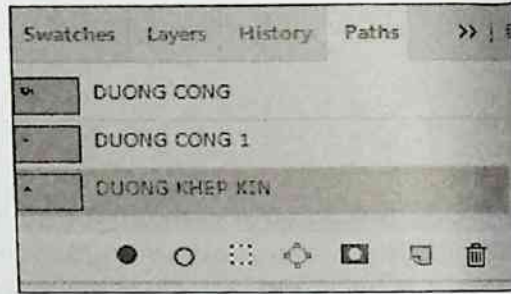 Swatches Layers History Paths >>
DUONG CONG
DUONG CONG 1
DUONG KHEP KIN